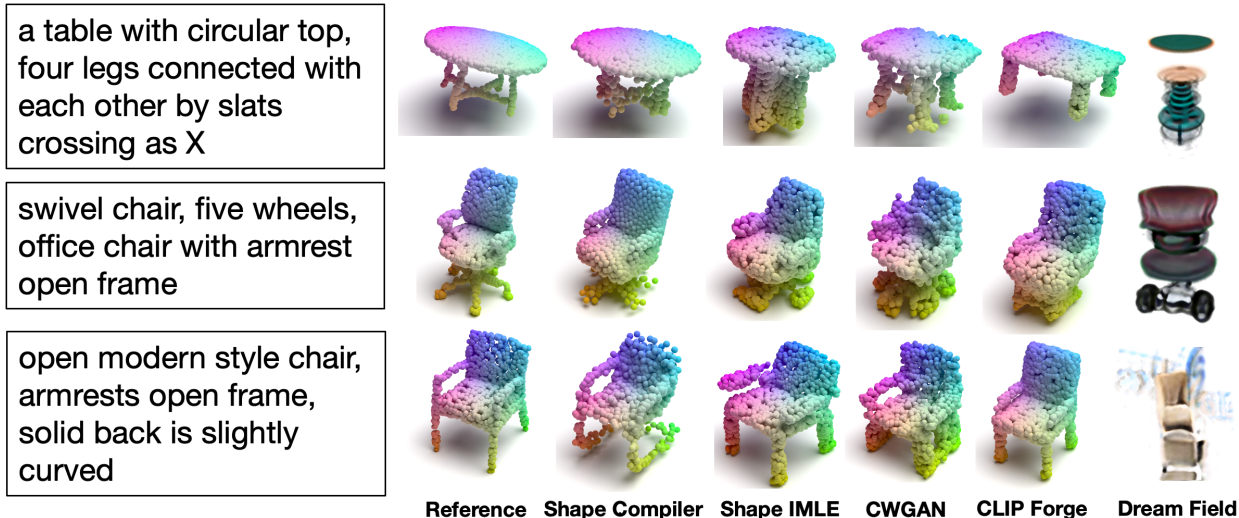 a table with circular top,
four legs connected with
each other by slats
crossing as X
swivel chair, five wheels,
office chair with armrest
open frame
open modern style chair,
armrests open frame,
solid back is slightly
curved
Reference Shape Compiler Shape IMLE CWGAN CLIP Forge Dream Field